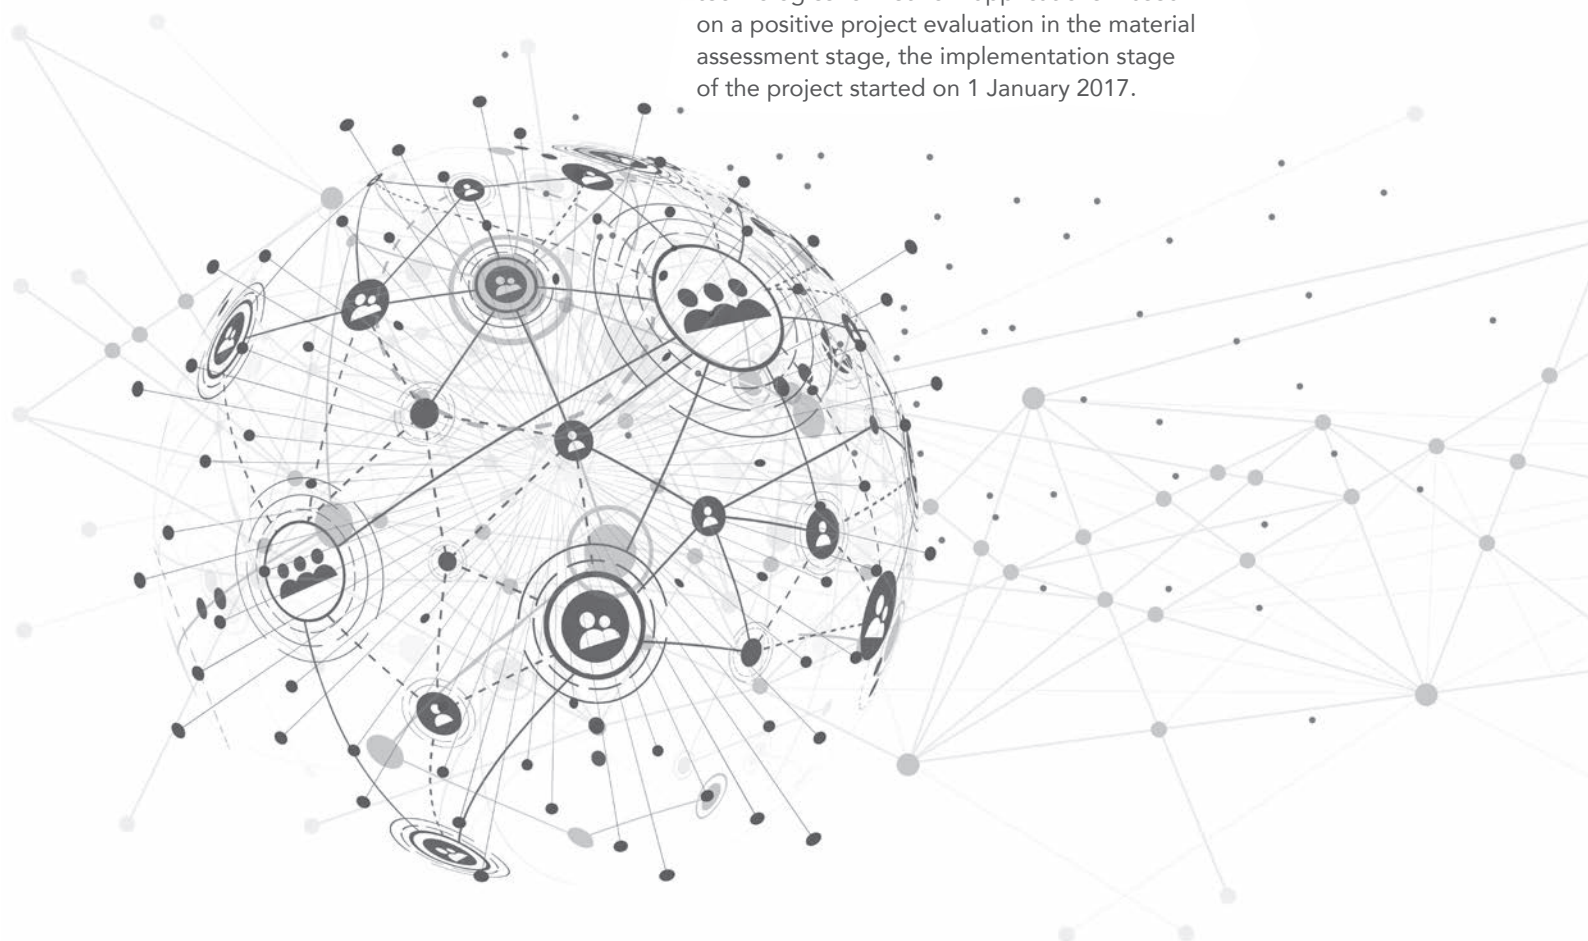 on a positive project evaluation in the material
assessment stage, the implementation stage
of the project started on 1 January 2017.